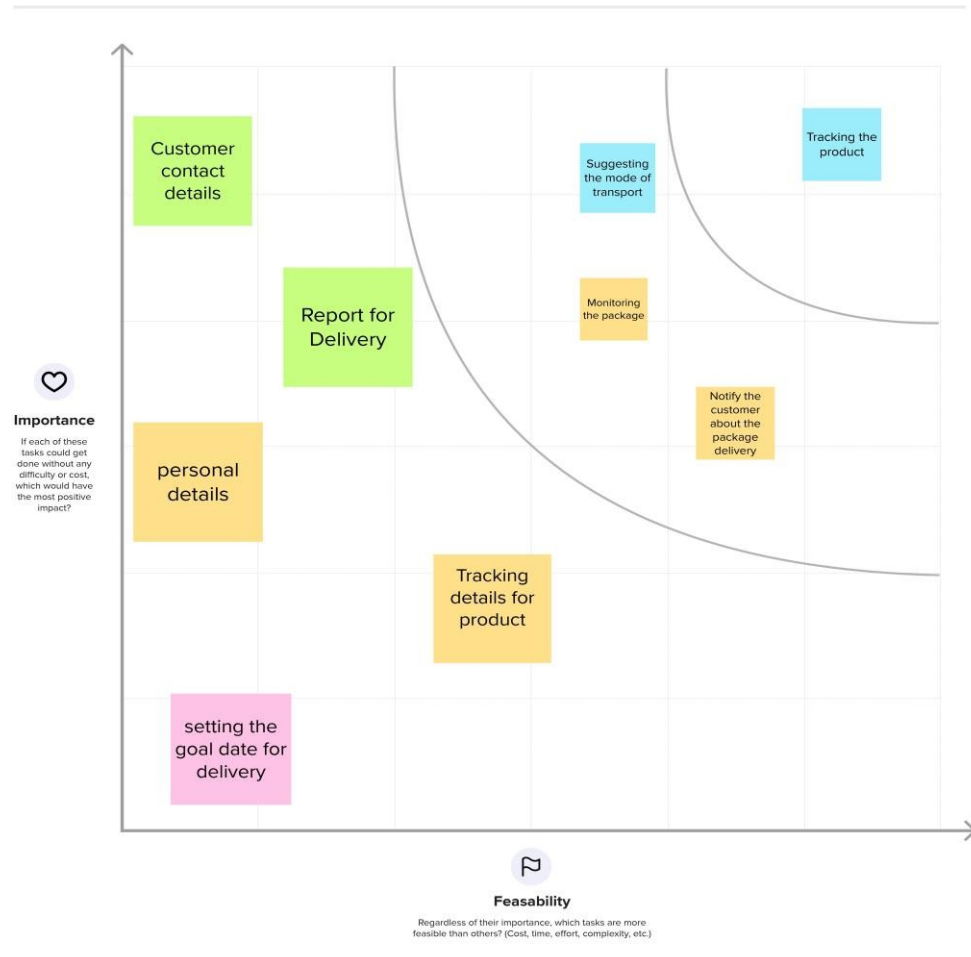 Customer
contact
details
Suggesting
the mode of
transport
Tracking the
product
Report for
Delivery
Monitoring
the package
Notify the
customer
about the
package
delivery
Importance
If each of these
tasks could get
done without any
difficulty or cost,
which would have
the most positive
impact?
personal
details
Tracking
details for
product
setting the
goal date for
delivery
Feasability
Regardless of their importance, which tasks are more
feasible than others? (Cost, time, effort, complexity, etc.)